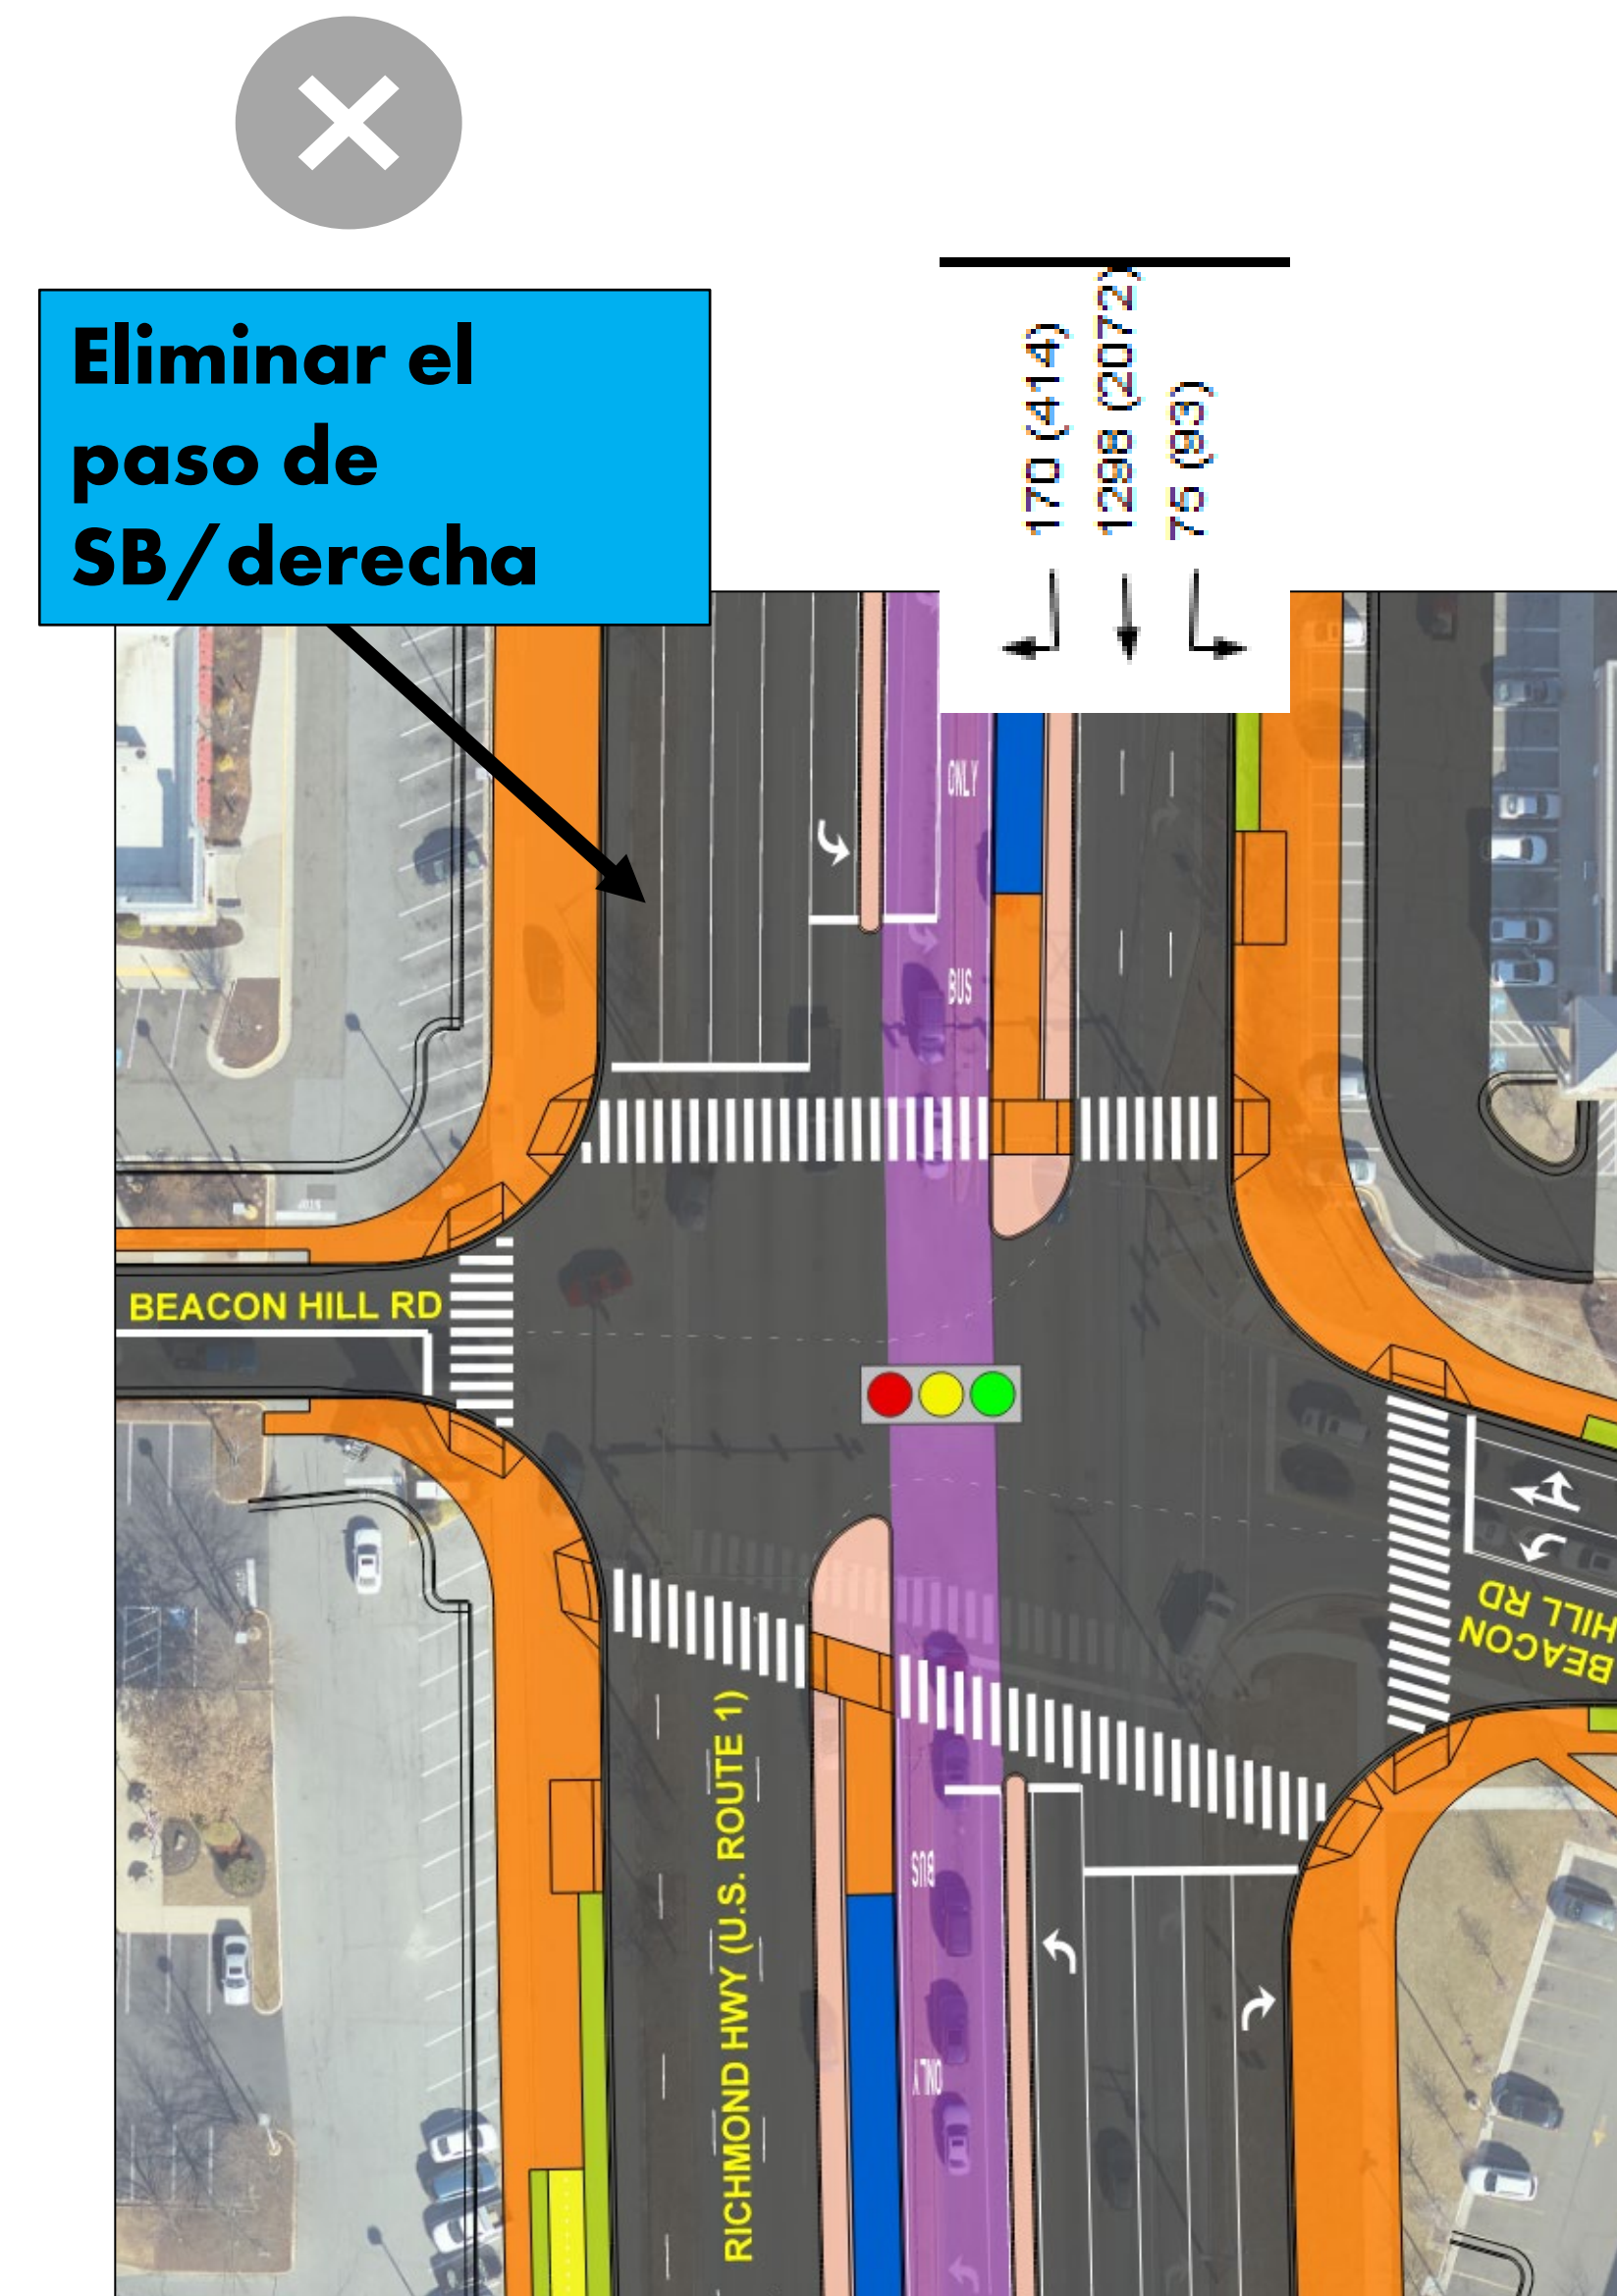 Eliminar el
paso de
SB/derecha
170 (414)
1298 (2072)
75 (93)
ONLY
BUS
BEACON HILL RD
BEACON
HILL RD
RICHMOND HWY (U.S. ROUTE 1)
BUS
ONLY